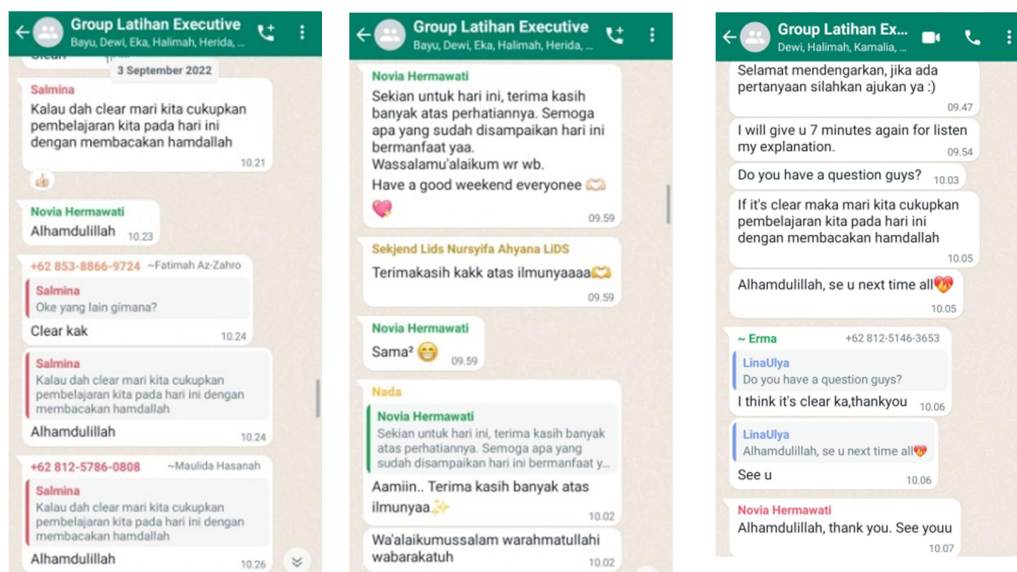 Group Latihan Executive
Bayu, Dewi, Eka, Halimah, Herida, ...
3 September 2022
Salmina
Kalau dah clear mari kita cukupkan
pembelajaran kita pada hari ini
dengan membacakan hamdallah
10.21
Novia Hermawati
Alhamdulillah 10.23
+62 853-8866-9724 ~Fatimah Az-Zahro
Salmina
Oke yang lain gimana?
Clear kak
10.24
Salmina
Kalau dah clear mari kita cukupkan
pembelajaran kita pada hari ini dengan
membacakan hamdallah
Alhamdulillah
10.24
+62 812-5786-0808 ~Maulida Hasanah
Salmina
Kalau dah clear mari kita cukupkan
pembelajaran kita pada hari ini dengan
membacakan hamdallah
Alhamdulillah
10.26
Group Latihan Executive
Bayu, Dewi, Eka, Halimah, Herida, ...
Novia Hermawati
Sekian untuk hari ini, terima kasih
banyak atas perhatiannya. Semoga
apa yang sudah disampaikan hari ini
bermanfaat yaa.
Wassalamu'alaikum wr wb.
Have a good weekend everyonee 🫶🏻
💖
09.59
Sekjend Lids Nursyifa Ahyana LiDS
Terimakasih kakk atas ilmunyaaaa🫶
09.59
Novia Hermawati
Sama² 😁 09.59
Nada
Novia Hermawati
Sekian untuk hari ini, terima kasih banyak
atas perhatiannya. Semoga apa yang
sudah disampaikan hari ini bermanfaat y...
Aamiin.. Terima kasih banyak atas
ilmunyaa✨
10.02
Wa'alaikumussalam warahmatullahi
wabarakatuh
10.02
Group Latihan Ex...
Dewi, Halimah, Kamalia, ...
Selamat mendengarkan, jika ada
pertanyaan silahkan ajukan ya :)
09.47
I will give u 7 minutes again for listen
my explanation.
09.54
Do you have a question guys? 10.03
If it's clear maka mari kita cukupkan
pembelajaran kita pada hari ini
dengan membacakan hamdallah
10.05
Alhamdulillah, se u next time all💖
10.05
~ Erma +62 812-5146-3653
LinaUlya
Do you have a question guys?
I think it's clear ka,thankyou 10.06
LinaUlya
Alhamdulillah, se u next time all💖
See u
10.06
Novia Hermawati
Alhamdulillah, thank you. See youu
10.07